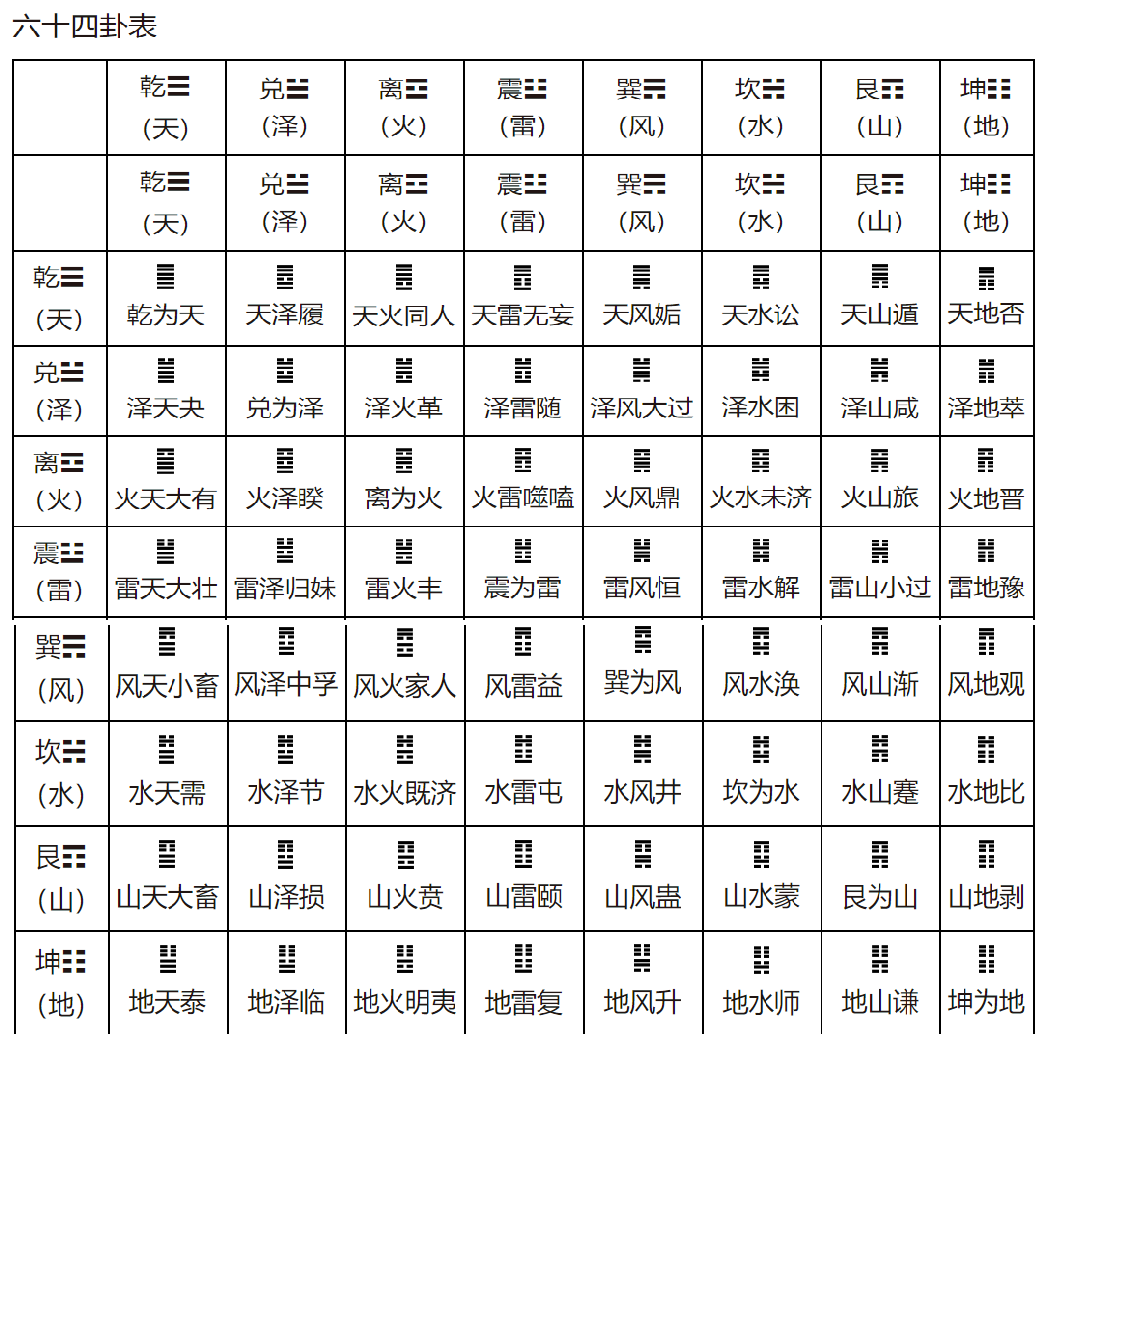 六十四卦表
乾☰ 兑☱ 离☲ 震☳ 巽☴ 坎☵ 艮☶ 坤☷
（天） （泽） （火） （雷） （风） （水） （山） （地）
乾☰ 兑☱ 离☲ 震☳ 巽☴ 坎☵ 艮☶ 坤☷
（天） （泽） （火） （雷） （风） （水） （山） （地）
乾☰ ䷀ ䷉ ䷌ ䷘ ䷫ ䷅ ䷠ ䷋
（天） 乾为天 天泽履 天火同人 天雷无妄 天风姤 天水讼 天山遁 天地否
兑☱ ䷪ ䷹ ䷰ ䷐ ䷛ ䷮ ䷞ ䷬
（泽） 泽天夬 兑为泽 泽火革 泽雷随 泽风大过 泽水困 泽山咸 泽地萃
离☲ ䷍ ䷥ ䷝ ䷔ ䷱ ䷿ ䷷ ䷢
（火） 火天大有 火泽睽 离为火 火雷噬嗑 火风鼎 火水未济 火山旅 火地晋
震☳ ䷡ ䷵ ䷶ ䷲ ䷟ ䷧ ䷽ ䷏
（雷） 雷天大壮 雷泽归妹 雷火丰 震为雷 雷风恒 雷水解 雷山小过 雷地豫
巽☴ ䷈ ䷼ ䷤ ䷩ ䷸ ䷺ ䷴ ䷓
（风） 风天小畜 风泽中孚 风火家人 风雷益 巽为风 风水涣 风山渐 风地观
坎☵ ䷄ ䷻ ䷾ ䷂ ䷯ ䷜ ䷦ ䷇
（水） 水天需 水泽节 水火既济 水雷屯 水风井 坎为水 水山蹇 水地比
艮☶ ䷙ ䷨ ䷕ ䷚ ䷑ ䷃ ䷳ ䷖
（山） 山天大畜 山泽损 山火贲 山雷颐 山风蛊 山水蒙 艮为山 山地剥
坤☷ ䷊ ䷒ ䷣ ䷗ ䷭ ䷆ ䷎ ䷁
（地） 地天泰 地泽临 地火明夷 地雷复 地风升 地水师 地山谦 坤为地